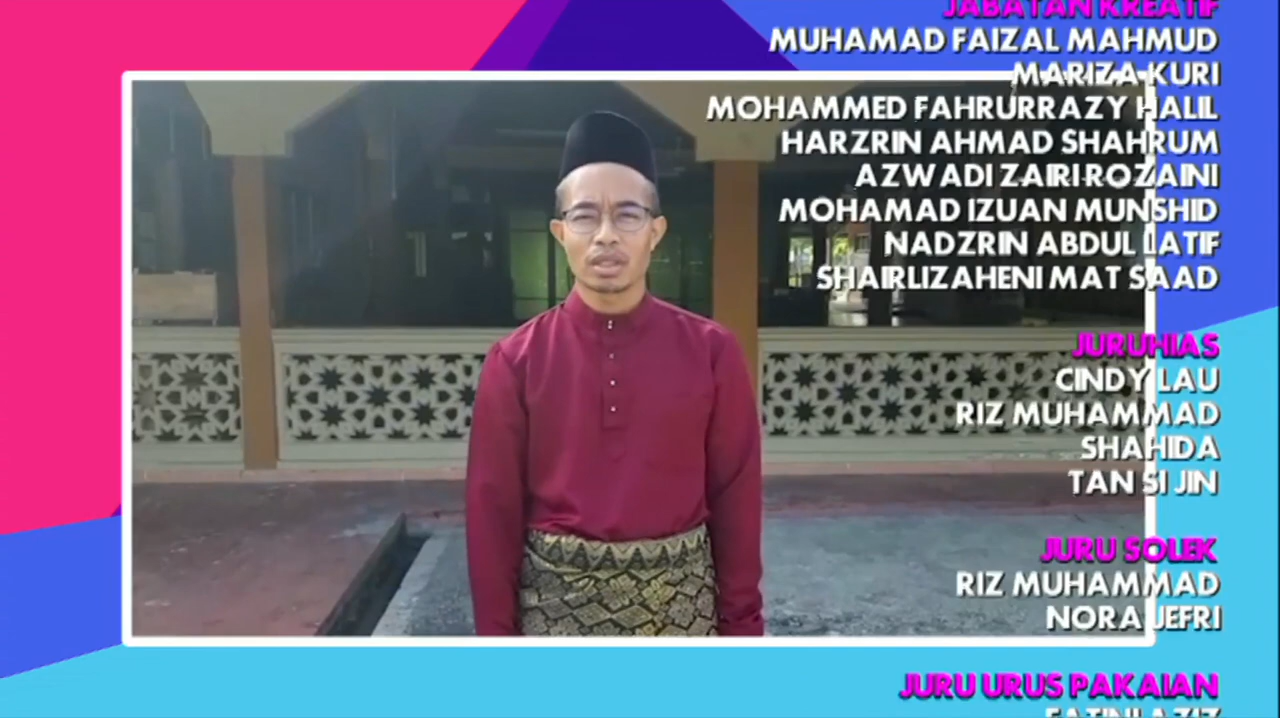 JABATAN KREATIF
MUHAMAD FAIZAL MAHMUD
MARIZA KURI
MOHAMMED FAHRURRAZY HALIL
HARZRIN AHMAD SHAHRUM
AZWADI ZAIRI ROZAINI
MOHAMAD IZUAN MUNSHID
NADZRIN ABDUL LATIF
SHAIRLIZAHENI MAT SAAD
JURUHIAS
CINDY LAU
RIZ MUHAMMAD
SHAHIDA
TAN SI JIN
JURU SOLEK
RIZ MUHAMMAD
NORA JEFRI
JURU URUS PAKAIAN